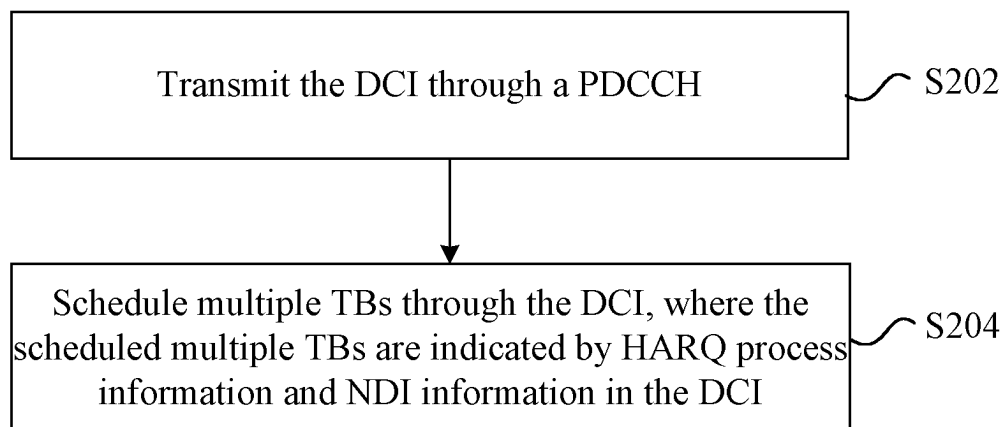 Transmit the DCI through a PDCCH
S202
Schedule multiple TBs through the DCI, where the
scheduled multiple TBs are indicated by HARQ process
information and NDI information in the DCI
S204